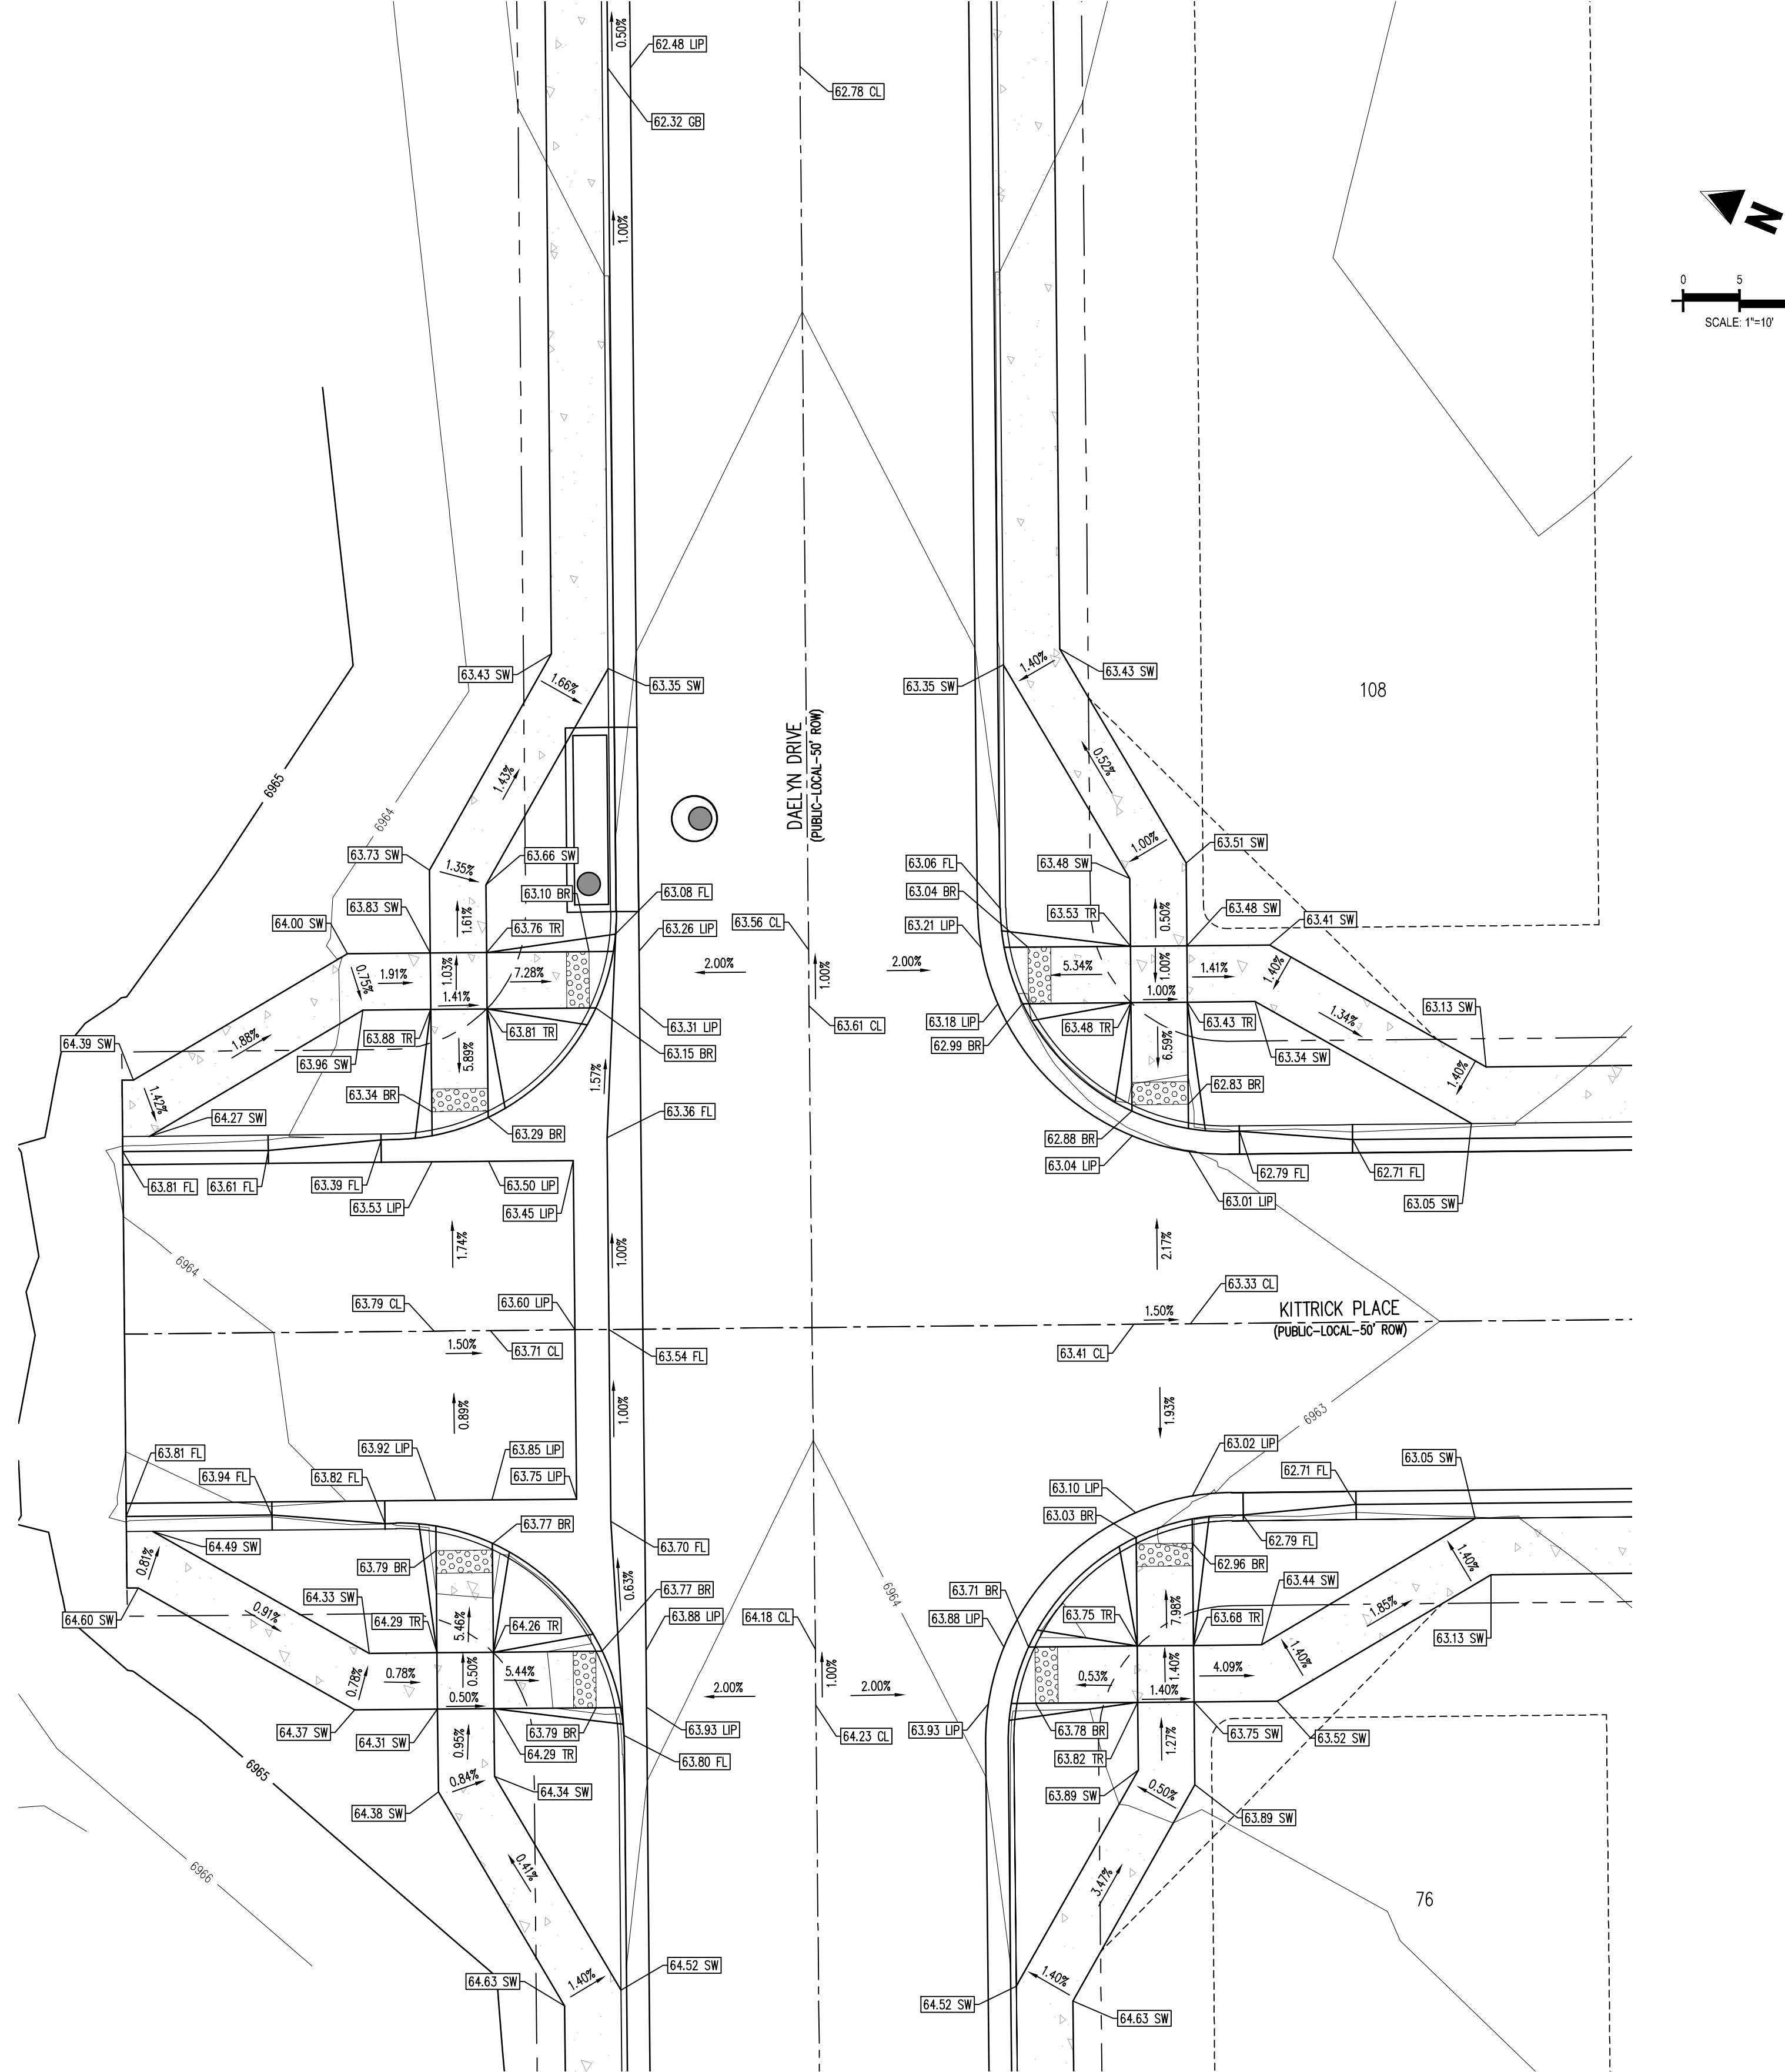 0.50%
62.48 LIP
62.78 CL
62.32 GB
1.00%
N
0 5
SCALE: 1"=10'
63.43 SW
1.66%
63.35 SW
1.43%
6965
6964
DAELYN DRIVE
(PUBLIC-LOCAL-50' ROW)
63.35 SW
1.40%
63.43 SW
108
0.52%
63.73 SW
1.35%
63.66 SW
63.10 BR
63.08 FL
63.83 SW
1.61%
64.00 SW
63.76 TR
63.26 LIP
63.56 CL
0.75%
1.91%
1.03%
7.28%
1.41%
2.00%
1.00%
2.00%
63.31 LIP
63.61 CL
64.39 SW
1.88%
63.88 TR
63.81 TR
63.96 SW
5.89%
63.15 BR
1.42%
63.34 BR
1.57%
64.27 SW
63.36 FL
63.29 BR
63.81 FL
63.61 FL
63.39 FL
63.50 LIP
63.53 LIP
63.45 LIP
63.06 FL
63.04 BR
63.48 SW
1.00%
63.51 SW
63.21 LIP
63.53 TR
0.50%
63.48 SW
63.41 SW
5.34%
1.00%
1.41%
1.40%
1.00%
63.18 LIP
63.48 TR
63.43 TR
1.34%
63.13 SW
62.99 BR
6.59%
63.34 SW
1.40%
62.83 BR
62.88 BR
63.04 LIP
62.79 FL
62.71 FL
63.01 LIP
63.05 SW
1.74%
1.00%
2.17%
6964
63.79 CL
63.60 LIP
63.33 CL
1.50%
KITTRICK PLACE
(PUBLIC-LOCAL-50' ROW)
1.50%
63.71 CL
63.54 FL
63.41 CL
0.89%
1.00%
1.93%
6963
63.81 FL
63.92 LIP
63.85 LIP
63.94 FL
63.82 FL
63.75 LIP
63.77 BR
64.49 SW
63.79 BR
63.70 FL
0.81%
64.33 SW
0.63%
63.77 BR
64.60 SW
0.91%
64.29 TR
5.46%
64.26 TR
63.88 LIP
64.18 CL
0.78%
0.78%
0.50%
5.44%
0.50%
2.00%
1.00%
2.00%
64.37 SW
64.31 SW
63.79 BR
63.93 LIP
64.23 CL
0.95%
64.29 TR
63.80 FL
0.84%
64.34 SW
64.38 SW
6965
6966
0.41%
6964
64.63 SW
1.40%
64.52 SW
63.02 LIP
63.05 SW
62.71 FL
63.10 LIP
63.03 BR
62.79 FL
62.96 BR
1.40%
63.71 BR
63.44 SW
63.88 LIP
63.75 TR
7.98%
63.68 TR
1.85%
63.13 SW
0.53%
1.40%
4.09%
1.40%
1.40%
63.93 LIP
63.78 BR
63.75 SW
63.52 SW
63.82 TR
1.27%
63.89 SW
0.50%
63.89 SW
3.47%
76
1.40%
64.52 SW
64.63 SW